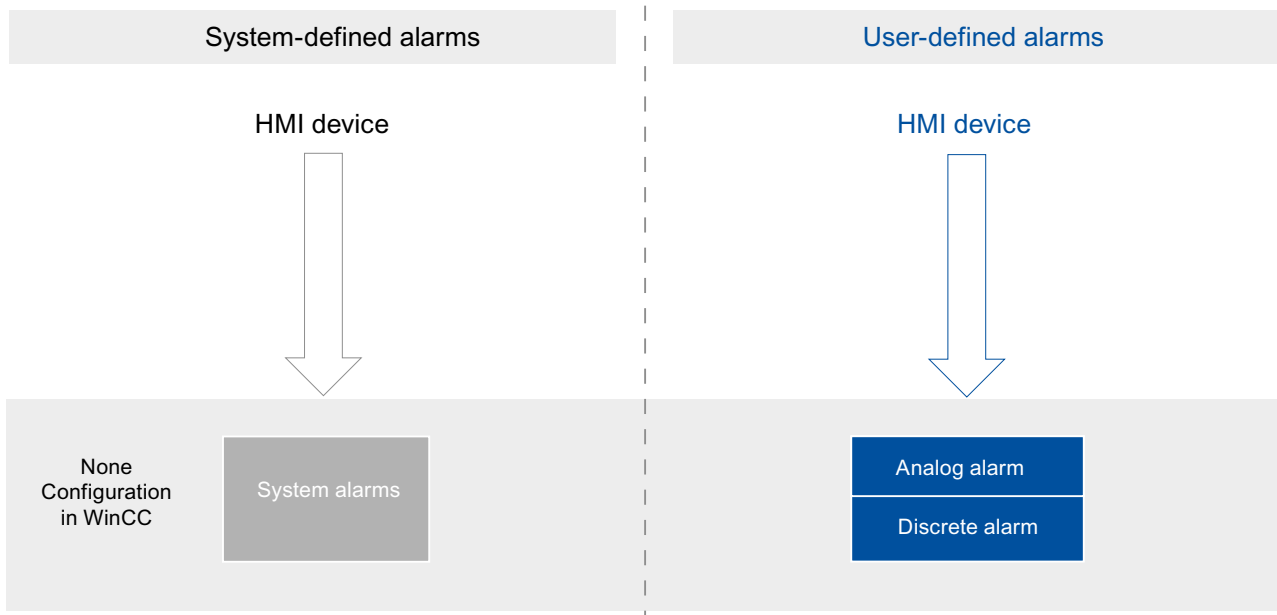 System-defined alarms
User-defined alarms
HMI device
HMI device
None
Configuration
in WinCC
System alarms
Analog alarm
Discrete alarm